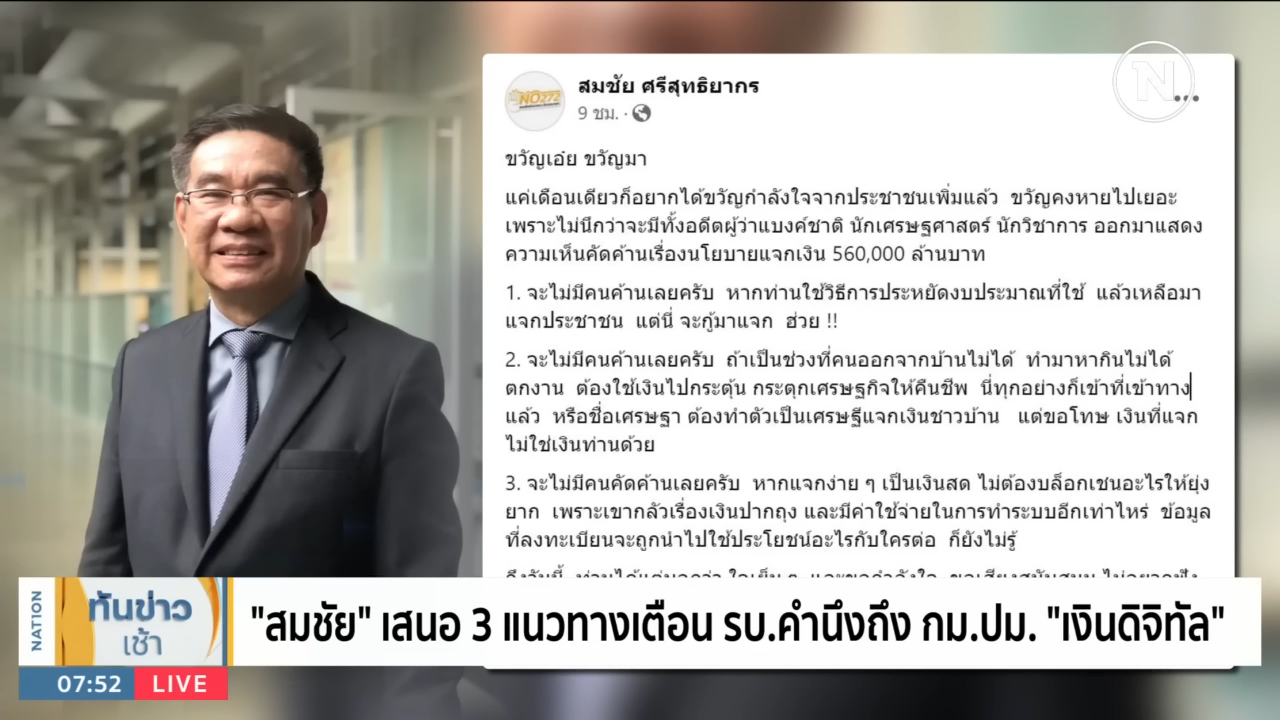 สมชัย ศรีสุทธิยากร
9 ชม.
N...
NO272
ขวัญเอ๋ย ขวัญมา
แค่เดือนเดียวก็อยากได้ขวัญกำลังใจจากประชาชนเพิ่มแล้ว ขวัญคงหายไปเยอะ
เพราะไม่นึกว่าจะมีทั้งอดีตผู้ว่าแบงค์ชาติ นักเศรษฐศาสตร์ นักวิชาการ ออกมาแสดง
ความเห็นคัดค้านเรื่องนโยบายแจกเงิน 560,000 ล้านบาท
1. จะไม่มีคนค้านเลยครับ หากท่านใช้วิธีการประหยัดงบประมาณที่ใช้ แล้วเหลือมา
แจกประชาชน แต่นี่ จะกู้มาแจก ฮ่วย !!
2. จะไม่มีคนค้านเลยครับ ถ้าเป็นช่วงที่คนออกจากบ้านไม่ได้ ทำมาหากินไม่ได้
ตกงาน ต้องใช้เงินไปกระตุ้น กระตุกเศรษฐกิจให้คืนชีพ นี่ทุกอย่างก็เข้าที่เข้าทาง
แล้ว หรือชื่อเศรษฐา ต้องทำตัวเป็นเศรษฐีแจกเงินชาวบ้าน แต่ขอโทษ เงินที่แจก
ไม่ใช่เงินท่านด้วย
3. จะไม่มีคนคัดค้านเลยครับ หากแจกง่าย ๆ เป็นเงินสด ไม่ต้องบล็อกเชนอะไรให้ยุ่ง
ยาก เพราะเขากลัวเรื่องเงินปากถุง และมีค่าใช้จ่ายในการทำระบบอีกเท่าไหร่ ข้อมูล
ที่ลงทะเบียนจะถูกนำไปใช้ประโยชน์อะไรกับใครต่อ ก็ยังไม่รู้
NATION
ทันข่าว
เช้า
"สมชัย" เสนอ 3 แนวทางเตือน รบ.คำนึงถึง กม.ปม. "เงินดิจิทัล"
07:52 LIVE